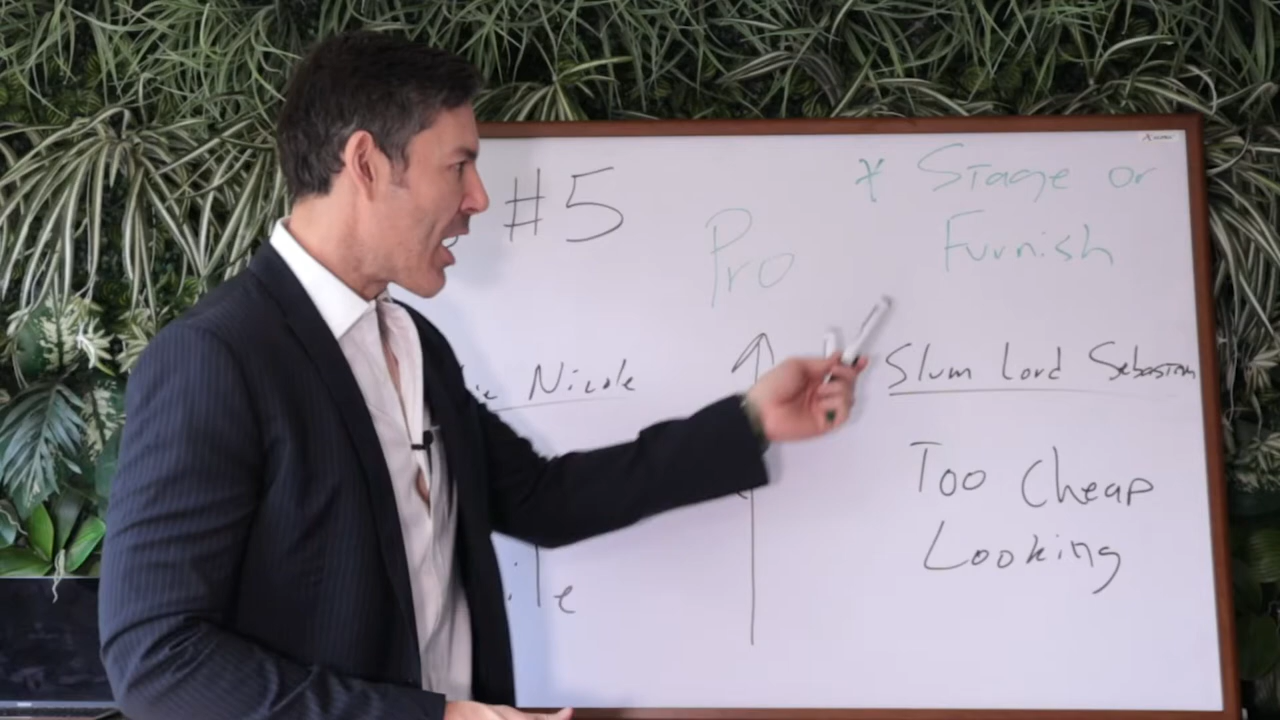 #5
Pro
* Stage or
Furnish
Nicole
Slum Lord Sebastian
Too Cheap
Looking